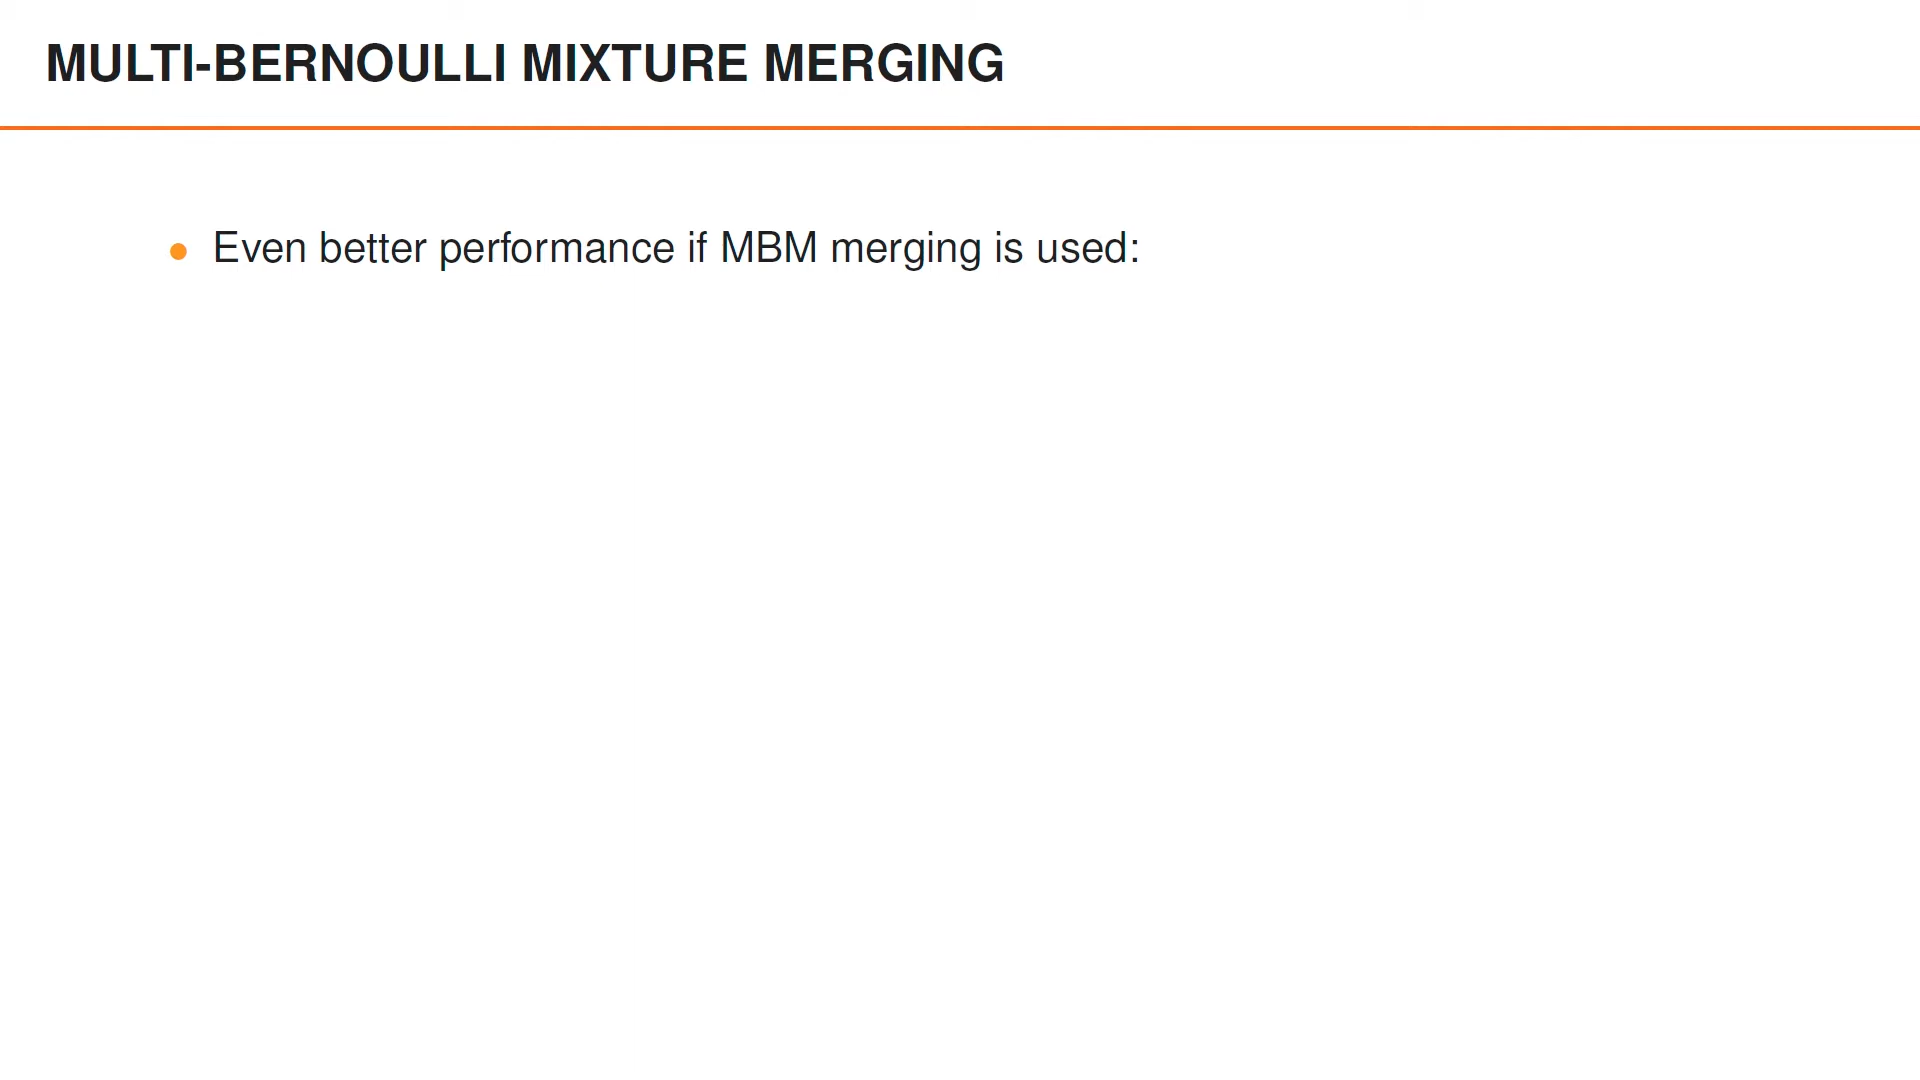 MULTI-BERNOULLI MIXTURE MERGING
Even better performance if MBM merging is used: